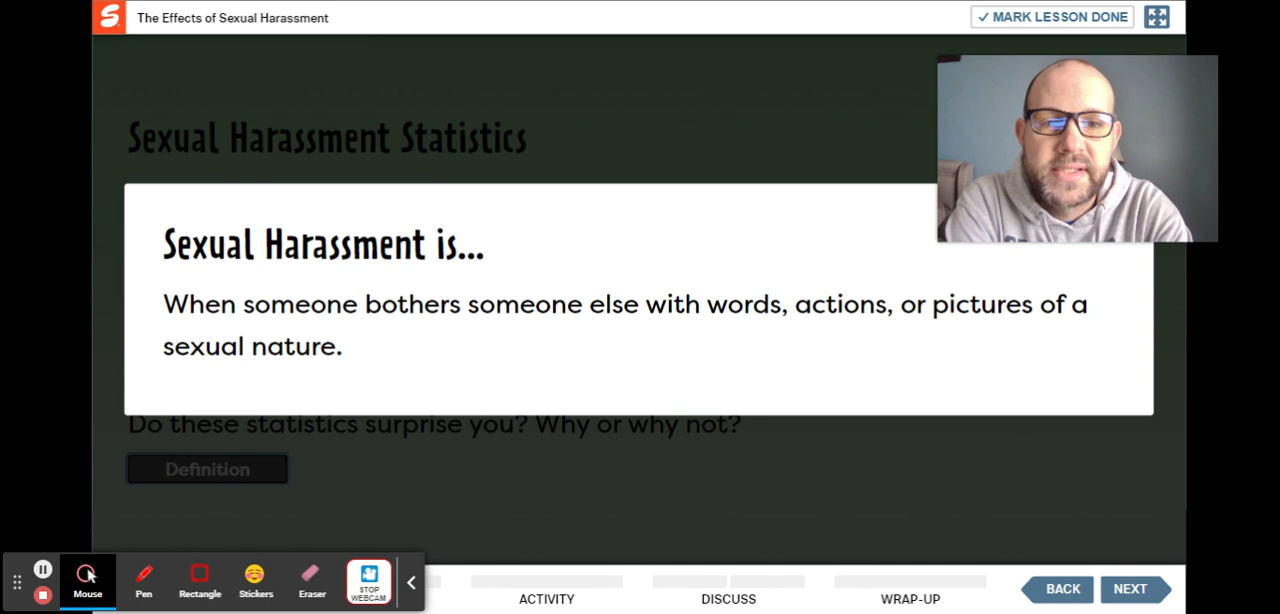 The Effects of Sexual Harassment
✓ MARK LESSON DONE
Sexual Harassment Statistics
Sexual Harassment is...
When someone bothers someone else with words, actions, or pictures of a
sexual nature.
Do these statistics surprise you? Why or why not?
Definition
Mouse
Pen
Rectangle
Stickers
Eraser
STOP
WEBCAM
ACTIVITY
DISCUSS
WRAP-UP
BACK
NEXT